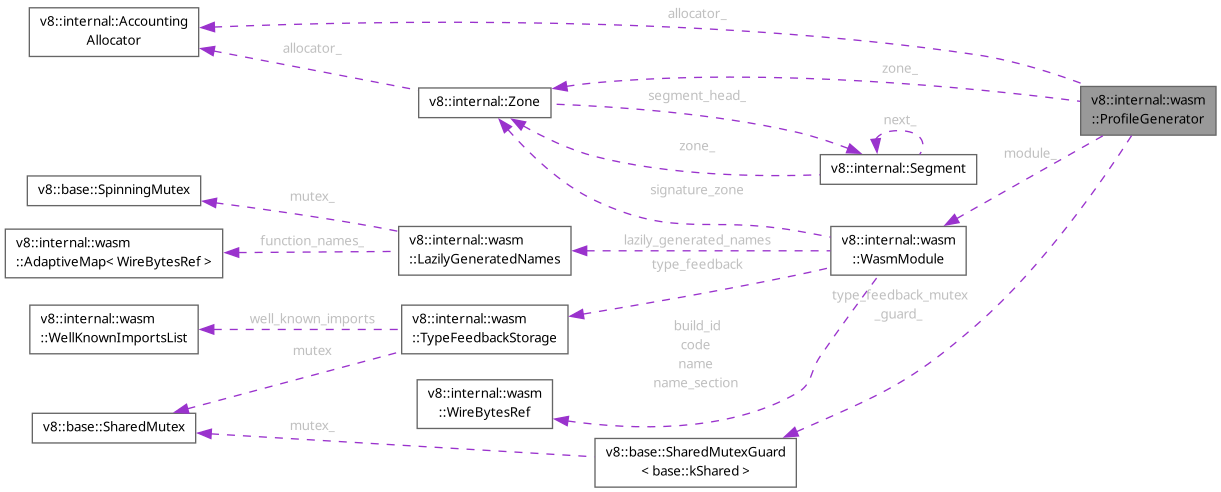 v8::internal::Accounting
Allocator
allocator_
allocator_
zone_
v8::internal::Zone
segment_head_
v8::internal::wasm
::ProfileGenerator
next_
zone_
v8::internal::Segment
module_
v8::base::SpinningMutex
mutex_
signature_zone
v8::internal::wasm
::AdaptiveMap< WireBytesRef >
function_names_
v8::internal::wasm
::LazilyGeneratedNames
lazily_generated_names
v8::internal::wasm
::WasmModule
type_feedback
type_feedback_mutex
_guard_
v8::internal::wasm
::WellKnownImportsList
well_known_imports
v8::internal::wasm
::TypeFeedbackStorage
mutex
build_id
code
name
name_section
v8::internal::wasm
::WireBytesRef
v8::base::SharedMutex
mutex_
v8::base::SharedMutexGuard
< base::kShared >